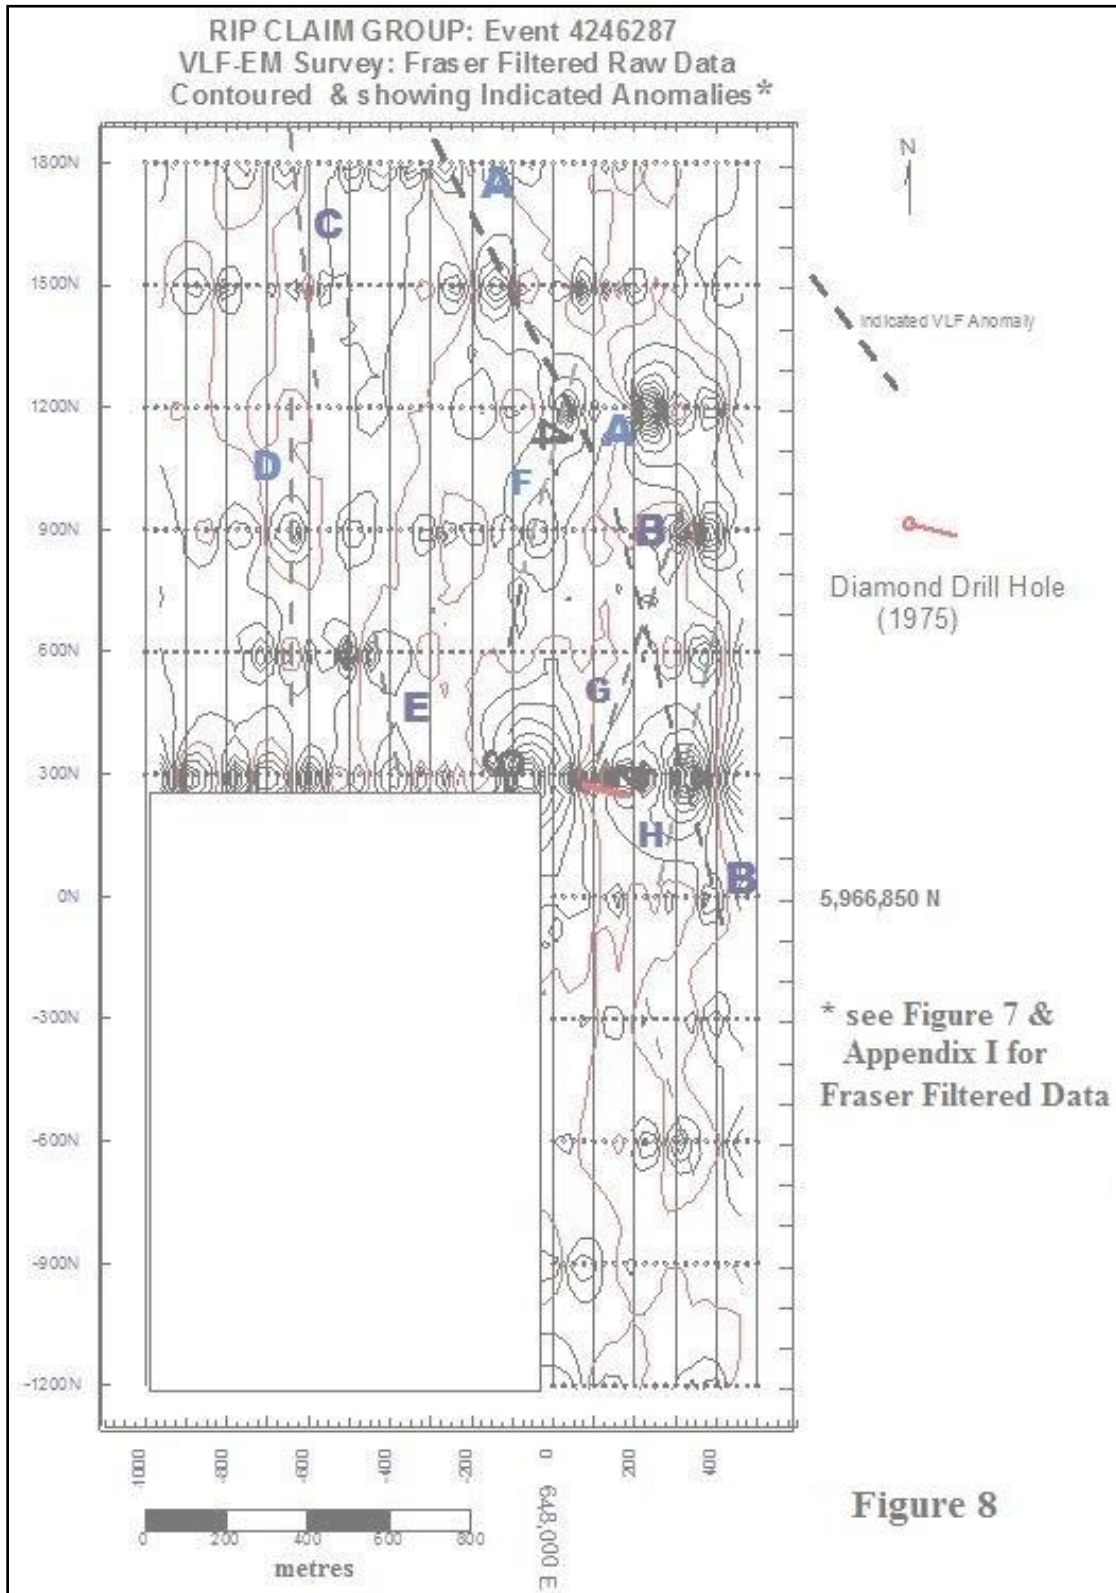 RIP CLAIM GROUP: Event 4246287
VLF-EM Survey: Fraser Filtered Raw Data
Contoured & showing Indicated Anomalies*
N
1800N
A
C
1500N
Indicated VLF Anomaly
1200N
A
D
F
900N
B
Diamond Drill Hole
(1975)
600N
G
E
300N
H
B
0N
5,966,850 N
-300N
* see Figure 7 &
Appendix I for
Fraser Filtered Data
-600N
-900N
-1200N
-1000
-800
-600
-400
-200
0
200
400
648,000 E
Figure 8
0 200 400 600 800
metres